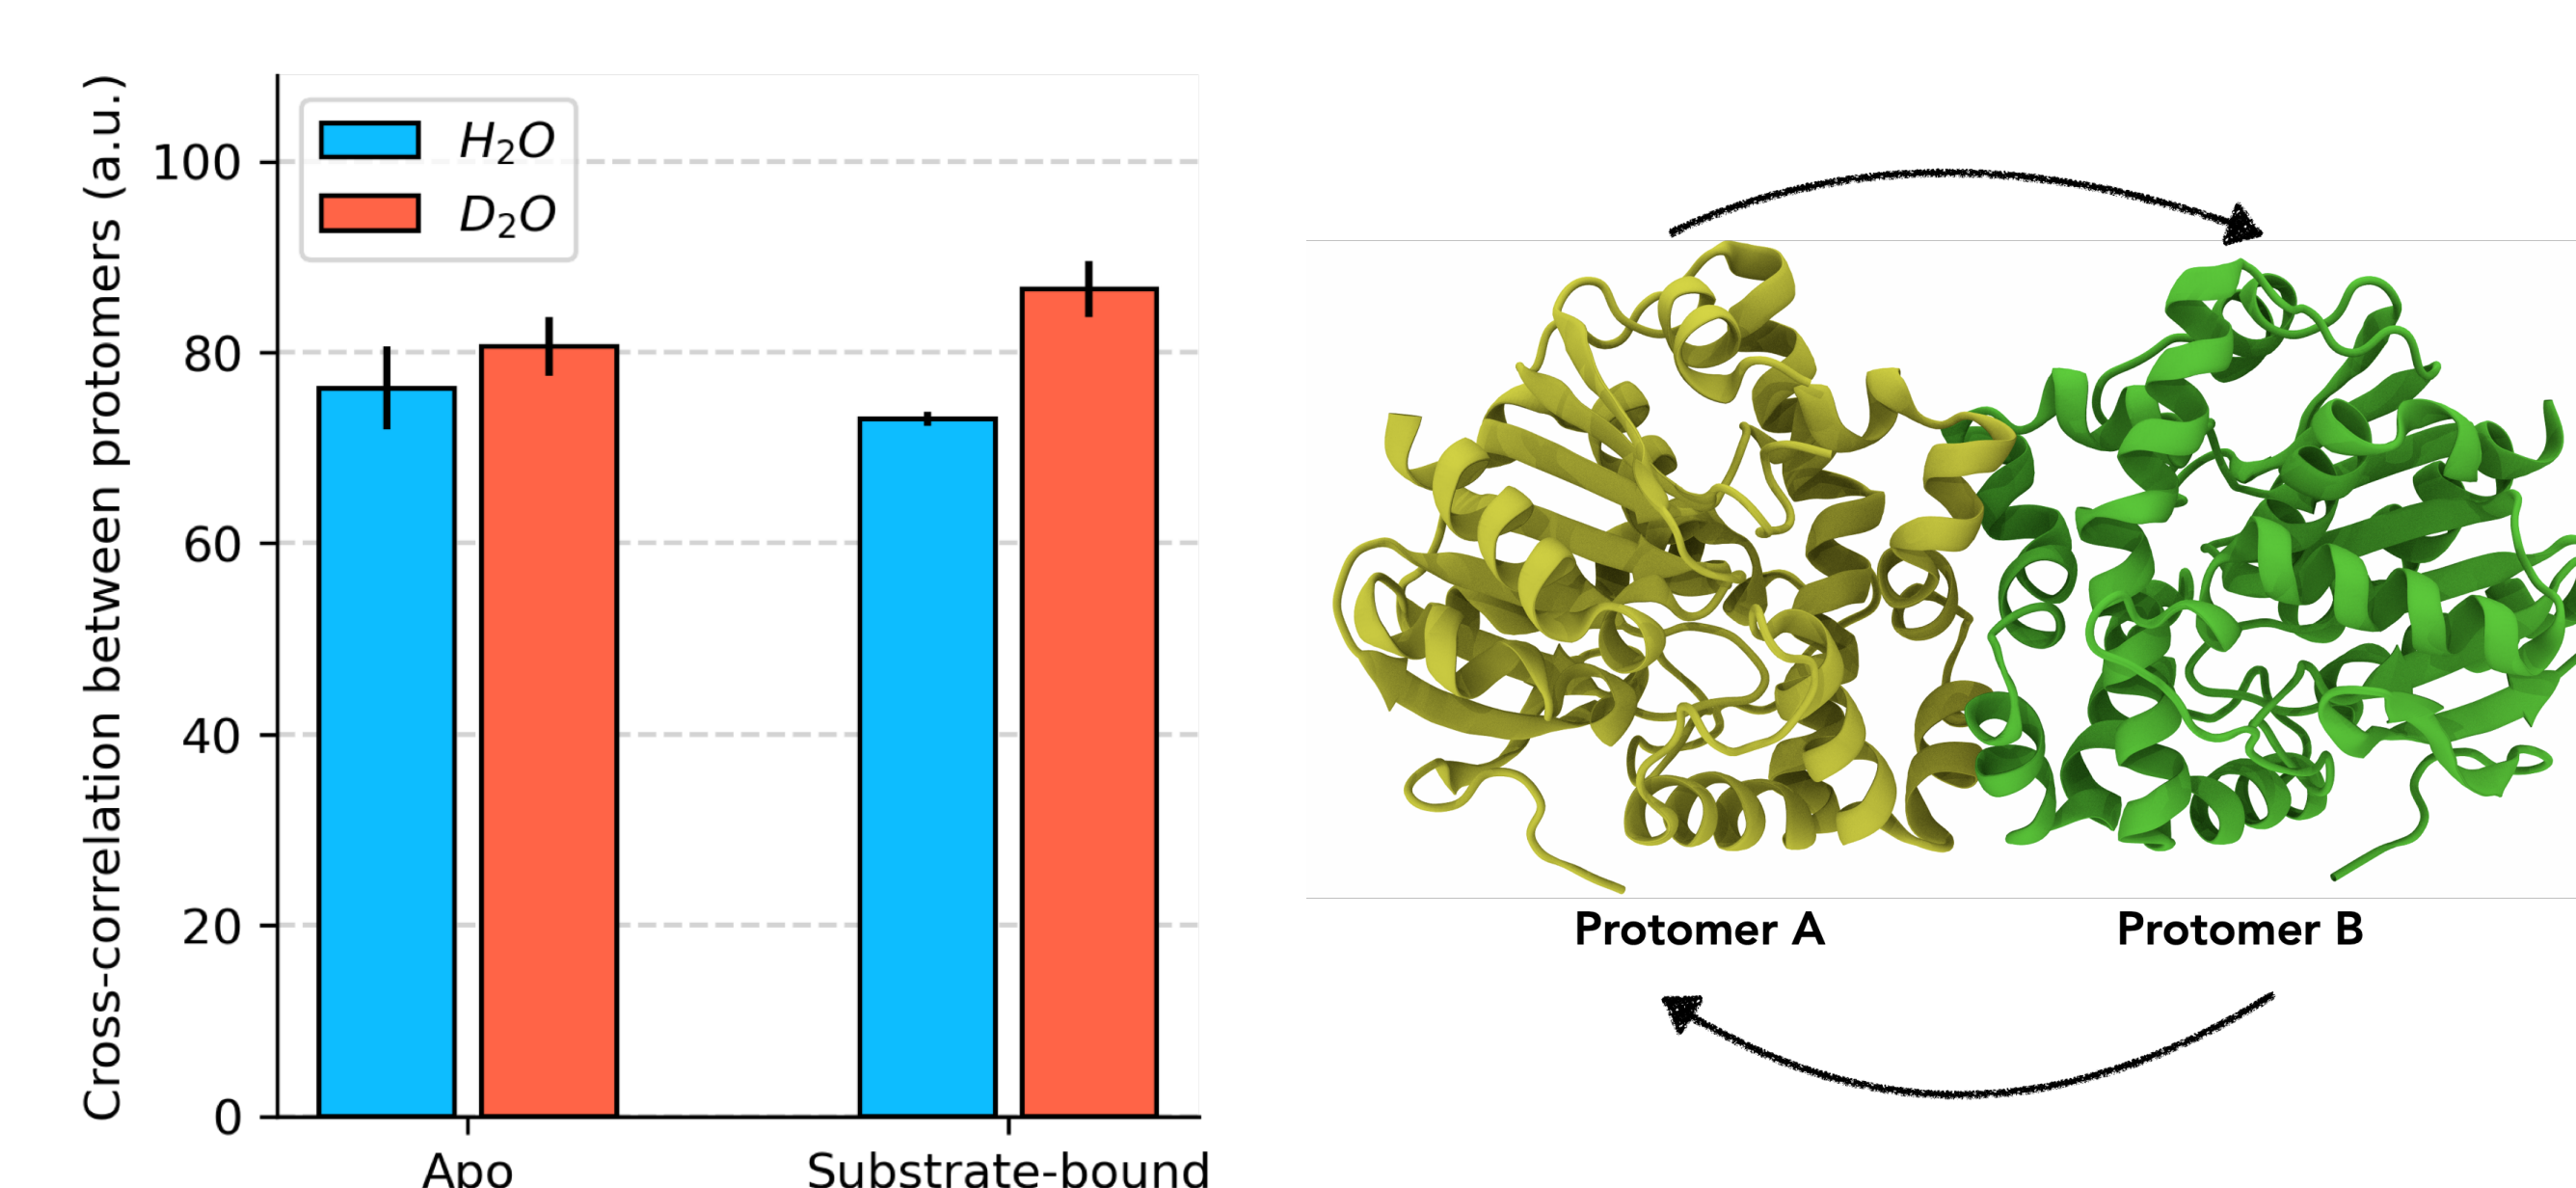 Cross-correlation between protomers (a.u.)
100
80
60
40
20
0
H₂O
D₂O
Apo
Substrate-bound
Protomer A
Protomer B